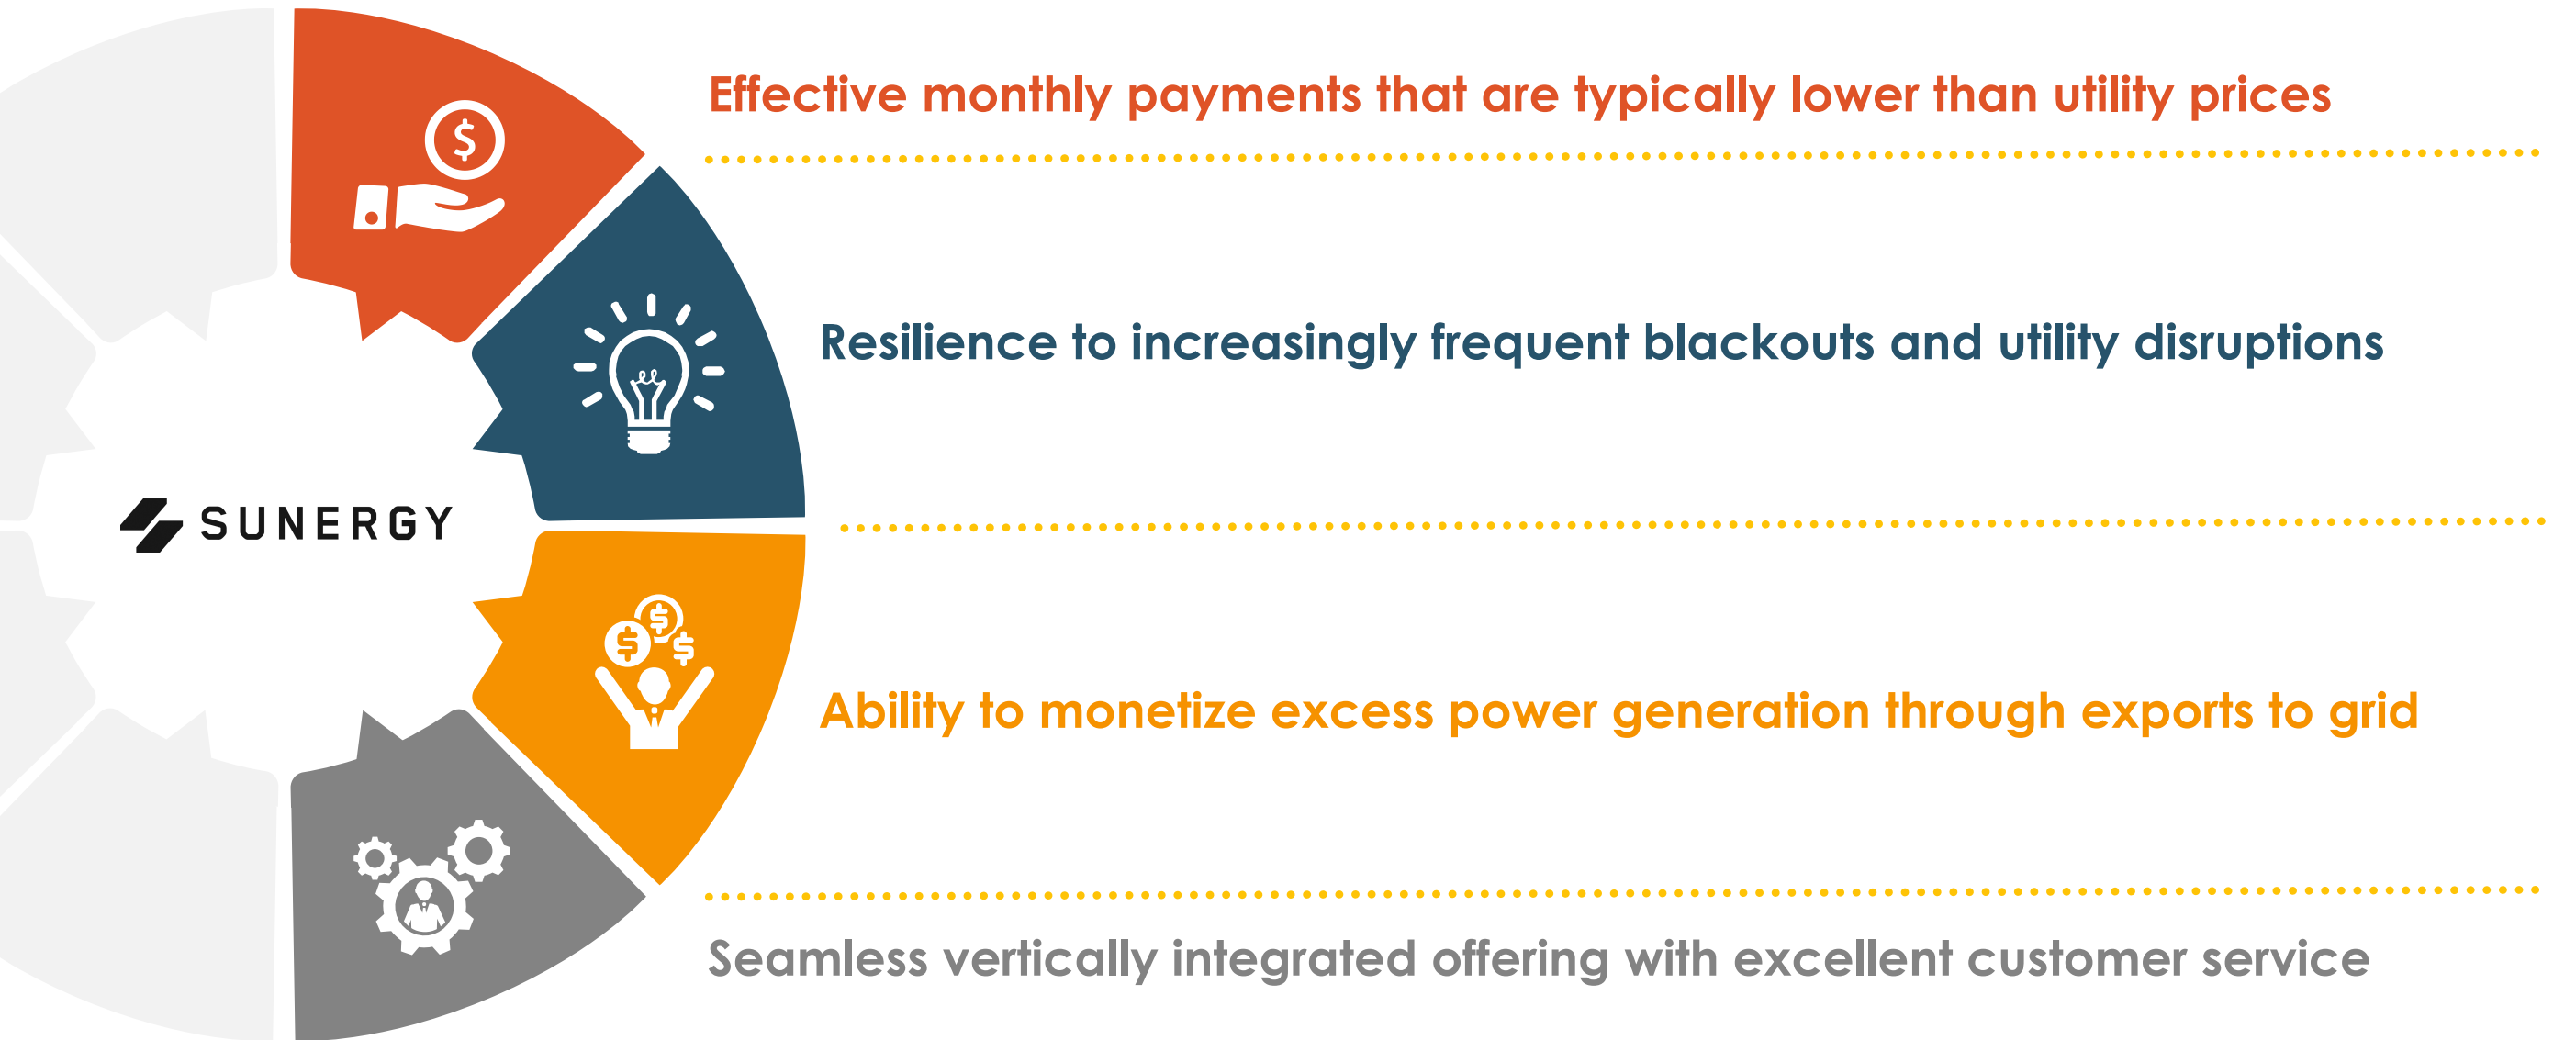 Effective monthly payments that are typically lower than utility prices
Resilience to increasingly frequent blackouts and utility disruptions
SUNERGY
Ability to monetize excess power generation through exports to grid
Seamless vertically integrated offering with excellent customer service